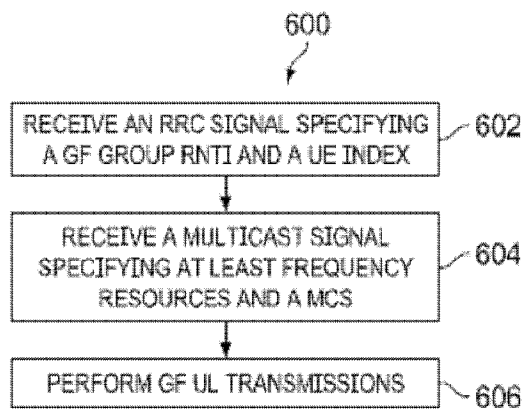 600
RECEIVE AN RRC SIGNAL SPECIFYING
A GF GROUP RNTI AND A UE INDEX
602
RECEIVE A MULTICAST SIGNAL
SPECIFYING AT LEAST FREQUENCY
RESOURCES AND A MCS
604
PERFORM GF UL TRANSMISSIONS
606